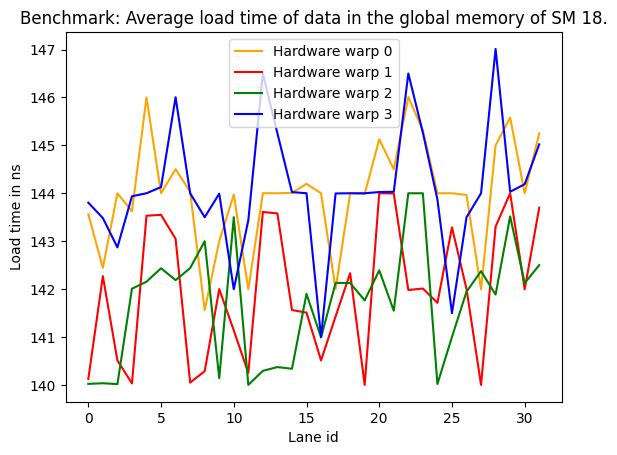 Benchmark: Average load time of data in the global memory of SM 18.
Hardware warp 0
Hardware warp 1
Hardware warp 2
Hardware warp 3
Load time in ns
147
146
145
144
143
142
141
140
0 5 10 15 20 25 30
Lane id